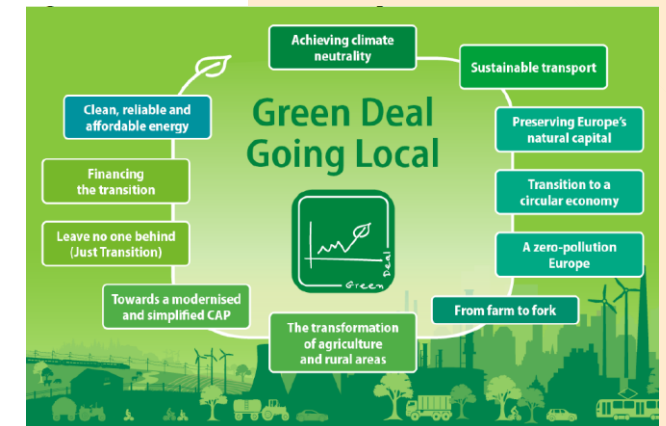 Achieving climate
neutrality
Sustainable transport
Clean, reliable and
affordable energy
Green Deal
Going Local
Preserving Europe's
natural capital
Financing
the transition
Transition to a
circular economy
Leave no one behind
(Just Transition)
A zero-pollution
Europe
Green Deal
Towards a modernised
and simplified CAP
From farm to fork
The transformation
of agriculture
and rural areas